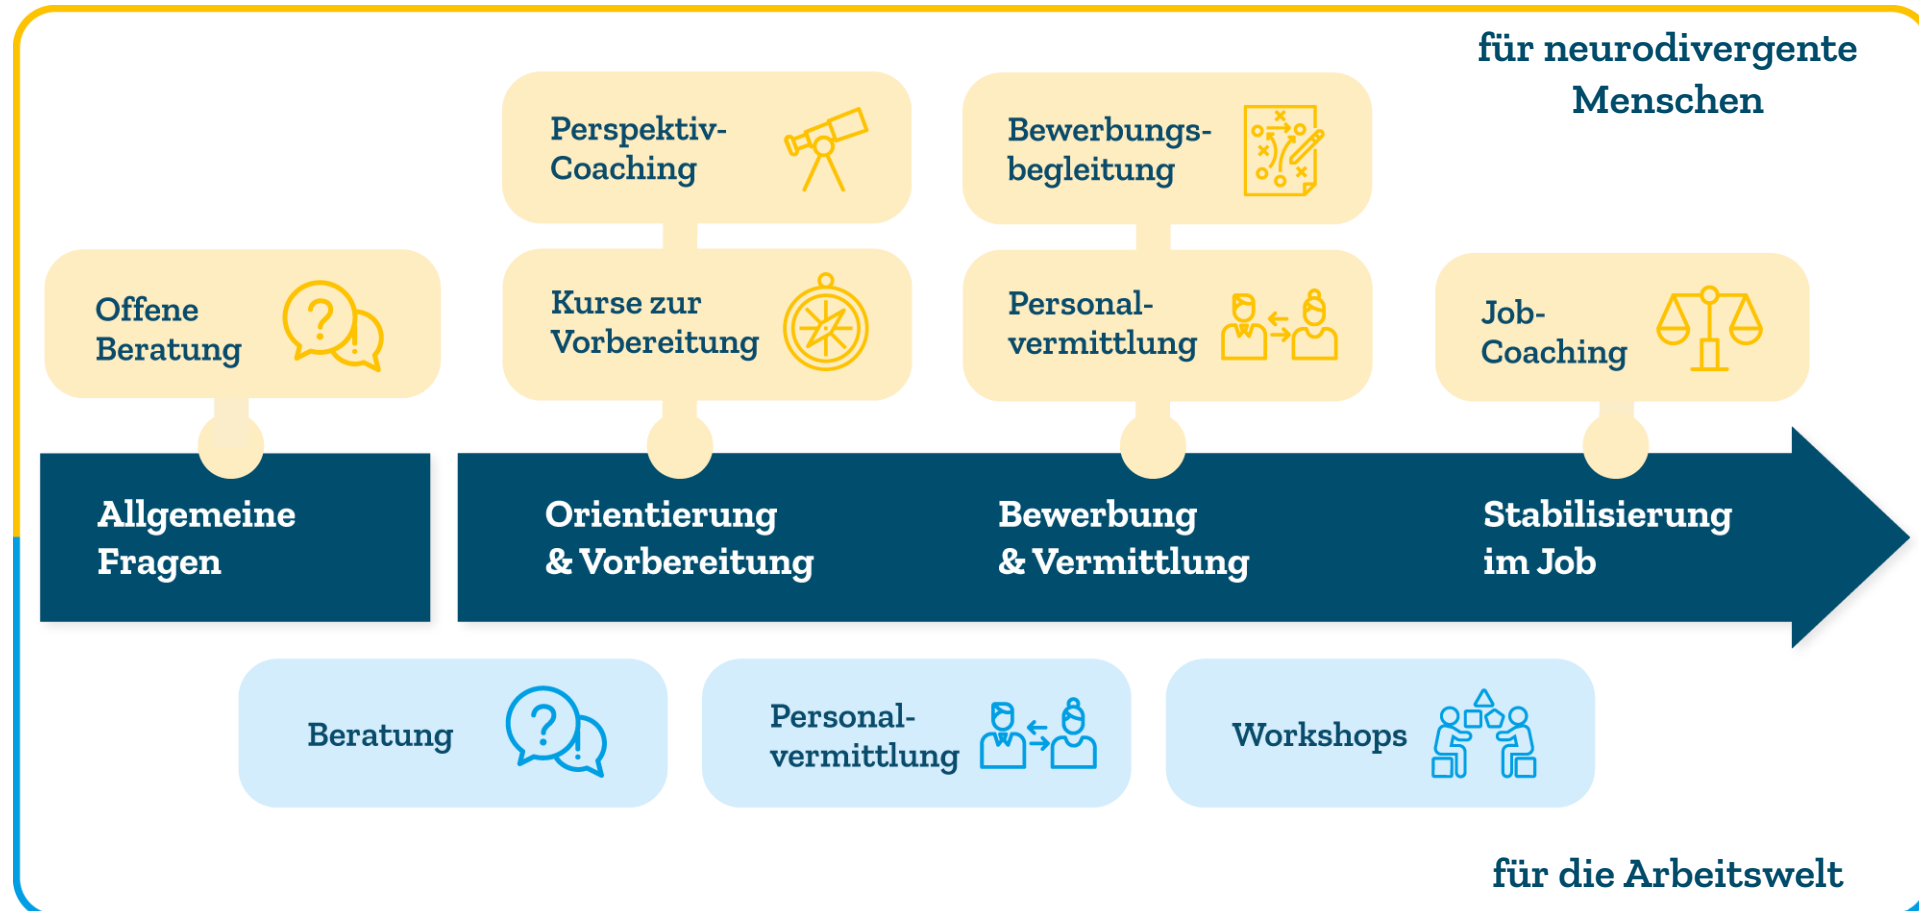 für neurodivergente
Menschen
Perspektiv-
Coaching
Bewerbungs-
begleitung
Offene
Beratung
Kurse zur
Vorbereitung
Personal-
vermittlung
Job-
Coaching
Allgemeine
Fragen
Orientierung
& Vorbereitung
Bewerbung
& Vermittlung
Stabilisierung
im Job
Beratung
Personal-
vermittlung
Workshops
für die Arbeitswelt